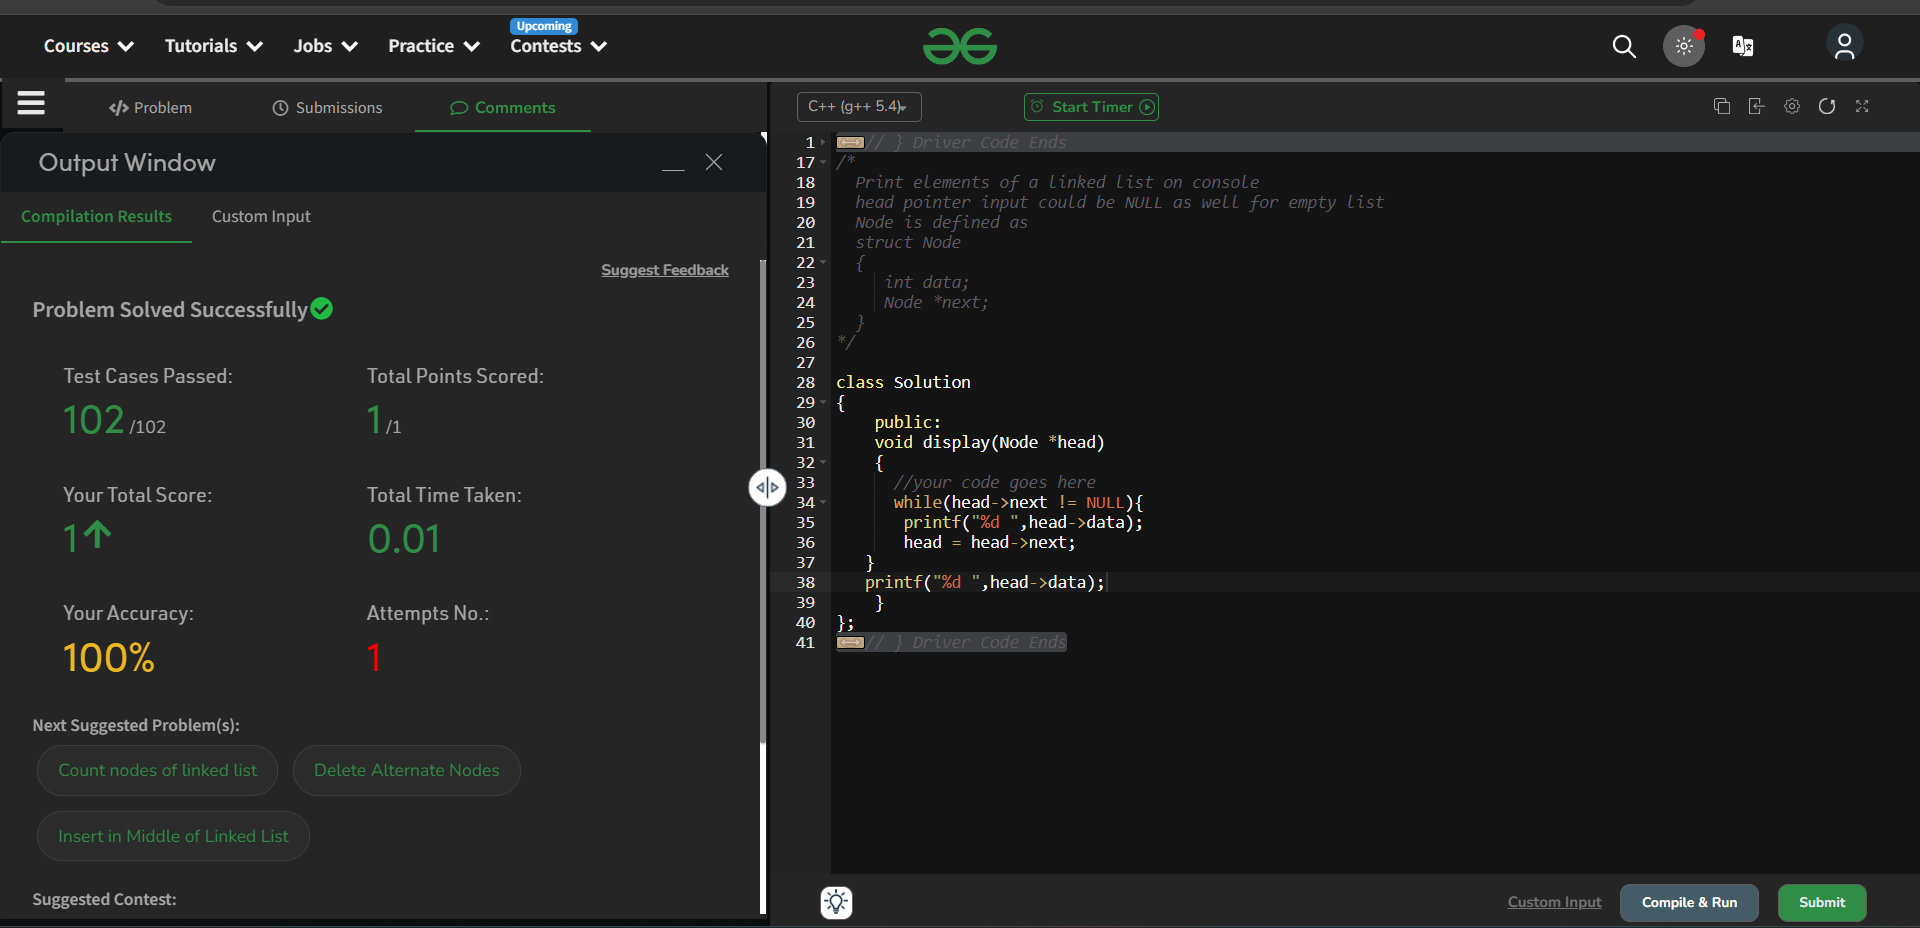 Courses Tutorials Jobs Practice Upcoming Contests
Problem Submissions Comments
Output Window
Compilation Results Custom Input
Suggest Feedback
Problem Solved Successfully
Test Cases Passed: Total Points Scored:
102 /102 1 /1
Your Total Score: Total Time Taken:
1 0.01
Your Accuracy: Attempts No.:
100% 1
Next Suggested Problem(s):
Count nodes of linked list Delete Alternate Nodes
Insert in Middle of Linked List
Suggested Contest:
C++ (g++ 5.4) Start Timer
1 // } Driver Code Ends
17 /*
18 Print elements of a linked list on console
19 head pointer input could be NULL as well for empty list
20 Node is defined as
21 struct Node
22 {
23 int data;
24 Node *next;
25 }
26 */
27
28 class Solution
29 {
30 public:
31 void display(Node *head)
32 {
33 //your code goes here
34 while(head->next != NULL){
35 printf("%d ",head->data);
36 head = head->next;
37 }
38 printf("%d ",head->data);
39 }
40 };
41 // } Driver Code Ends
Custom Input Compile & Run Submit